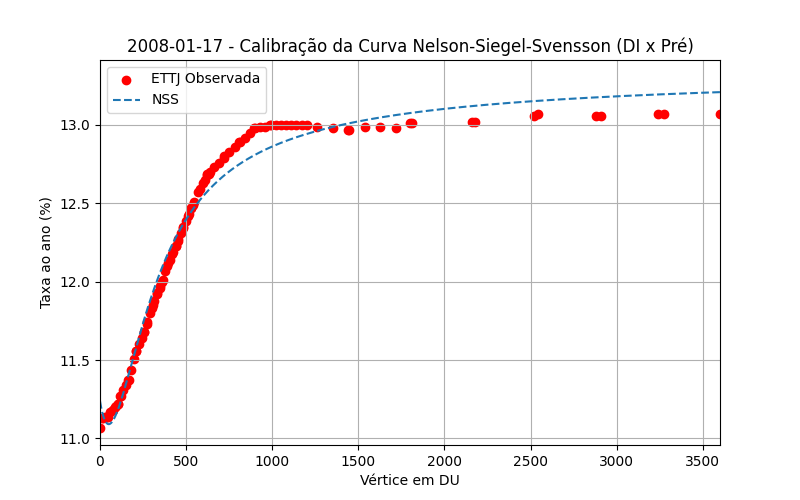 2008-01-17 - Calibração da Curva Nelson-Siegel-Svensson (DI x Pré)
ETTJ Observada
NSS
Taxa ao ano (%)
13.0
12.5
12.0
11.5
11.0
0 500 1000 1500 2000 2500 3000 3500
Vértice em DU